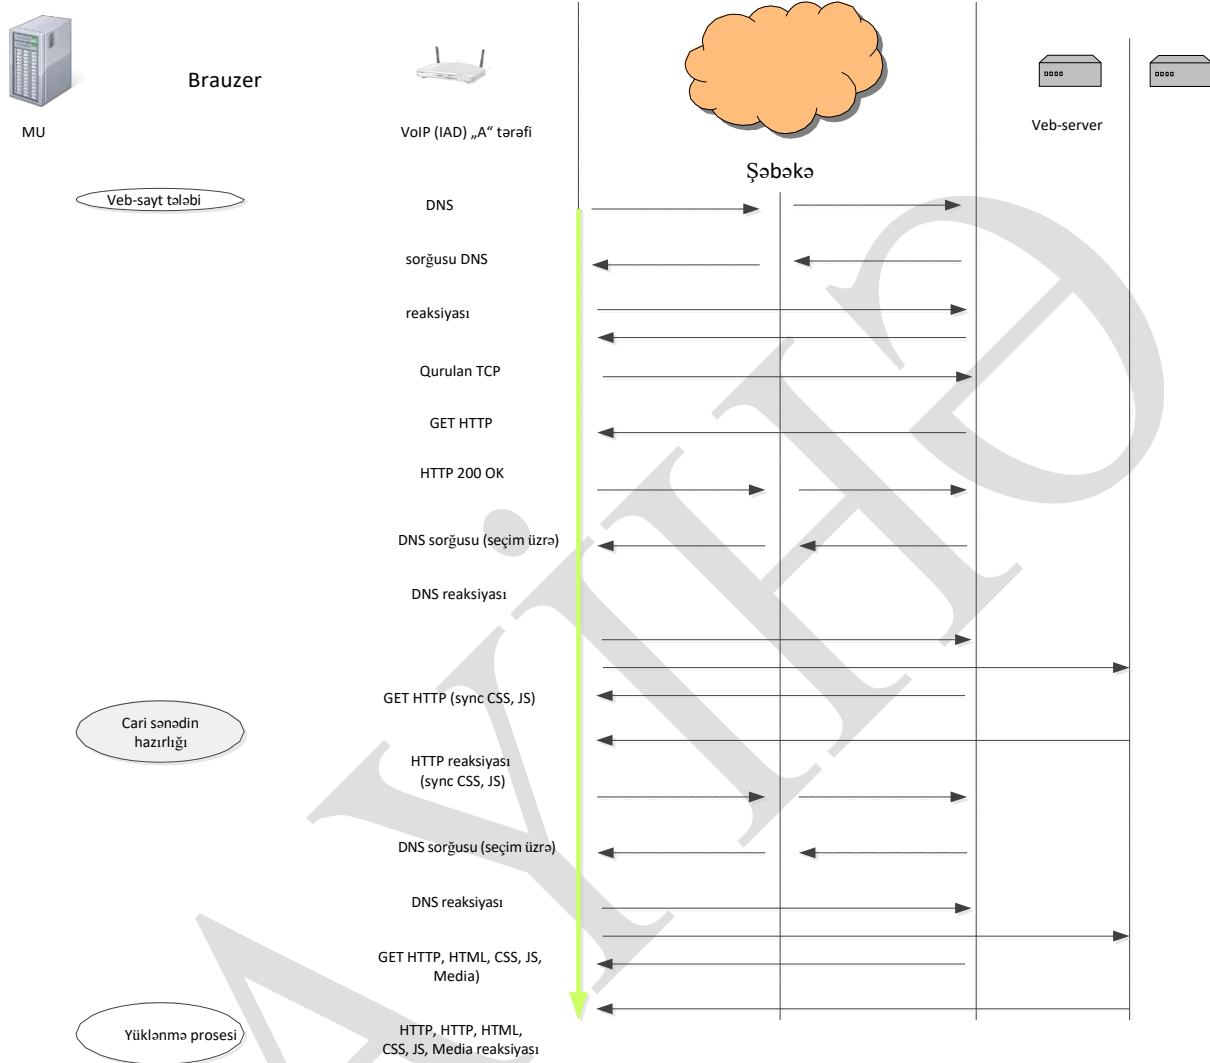 Brauzer
MU
VoIP (IAD) „A“ tərəfi
Veb-server
Şəbəkə
Veb-sayt tələbi
DNS
sorğusu DNS
reaksiyası
Qurulan TCP
GET HTTP
HTTP 200 OK
DNS sorğusu (seçim üzrə)
DNS reaksiyası
GET HTTP (sync CSS, JS)
Cari sənədin
hazırlığı
HTTP reaksiyası
(sync CSS, JS)
DNS sorğusu (seçim üzrə)
DNS reaksiyası
GET HTTP, HTML, CSS, JS,
Media)
Yüklənmə prosesi
HTTP, HTTP, HTML,
CSS, JS, Media reaksiyası
AYİHƏ